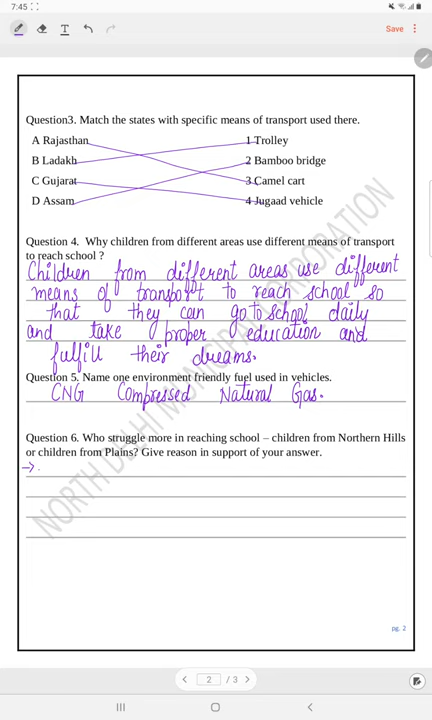 7:45
Save
Question3. Match the states with specific means of transport used there.
A Rajasthan 1 Trolley
B Ladakh 2 Bamboo bridge
C Gujarat 3 Camel cart
D Assam 4 Jugaad vehicle
Question 4. Why children from different areas use different means of transport
to reach school ?
Children from different areas use different
means of transport to reach school so
that they can go to school daily
and take proper education and
fulfill their dreams.
Question 5. Name one environment friendly fuel used in vehicles.
CNG Compressed Natural Gas.
Question 6. Who struggle more in reaching school – children from Northern Hills
or children from Plains? Give reason in support of your answer.
→.
NORTH DELHI MUNICIPAL CORPORATION
pg. 2
2 / 3